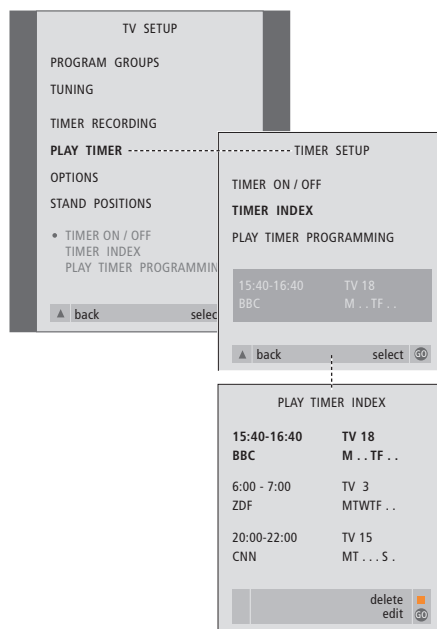 TV SETUP
PROGRAM GROUPS
TUNING
TIMER RECORDING
PLAY TIMER
OPTIONS
STAND POSITIONS
• TIMER ON / OFF
TIMER INDEX
PLAY TIMER PROGRAMMIN
back selec
TIMER SETUP
TIMER ON / OFF
TIMER INDEX
PLAY TIMER PROGRAMMING
15:40-16:40 TV 18
BBC M . . TF . .
back select GO
PLAY TIMER INDEX
15:40-16:40 TV 18
BBC M . . TF . .
6:00 - 7:00 TV 3
ZDF MTWTF . .
20:00-22:00 TV 15
CNN MT . . . S .
delete
edit GO